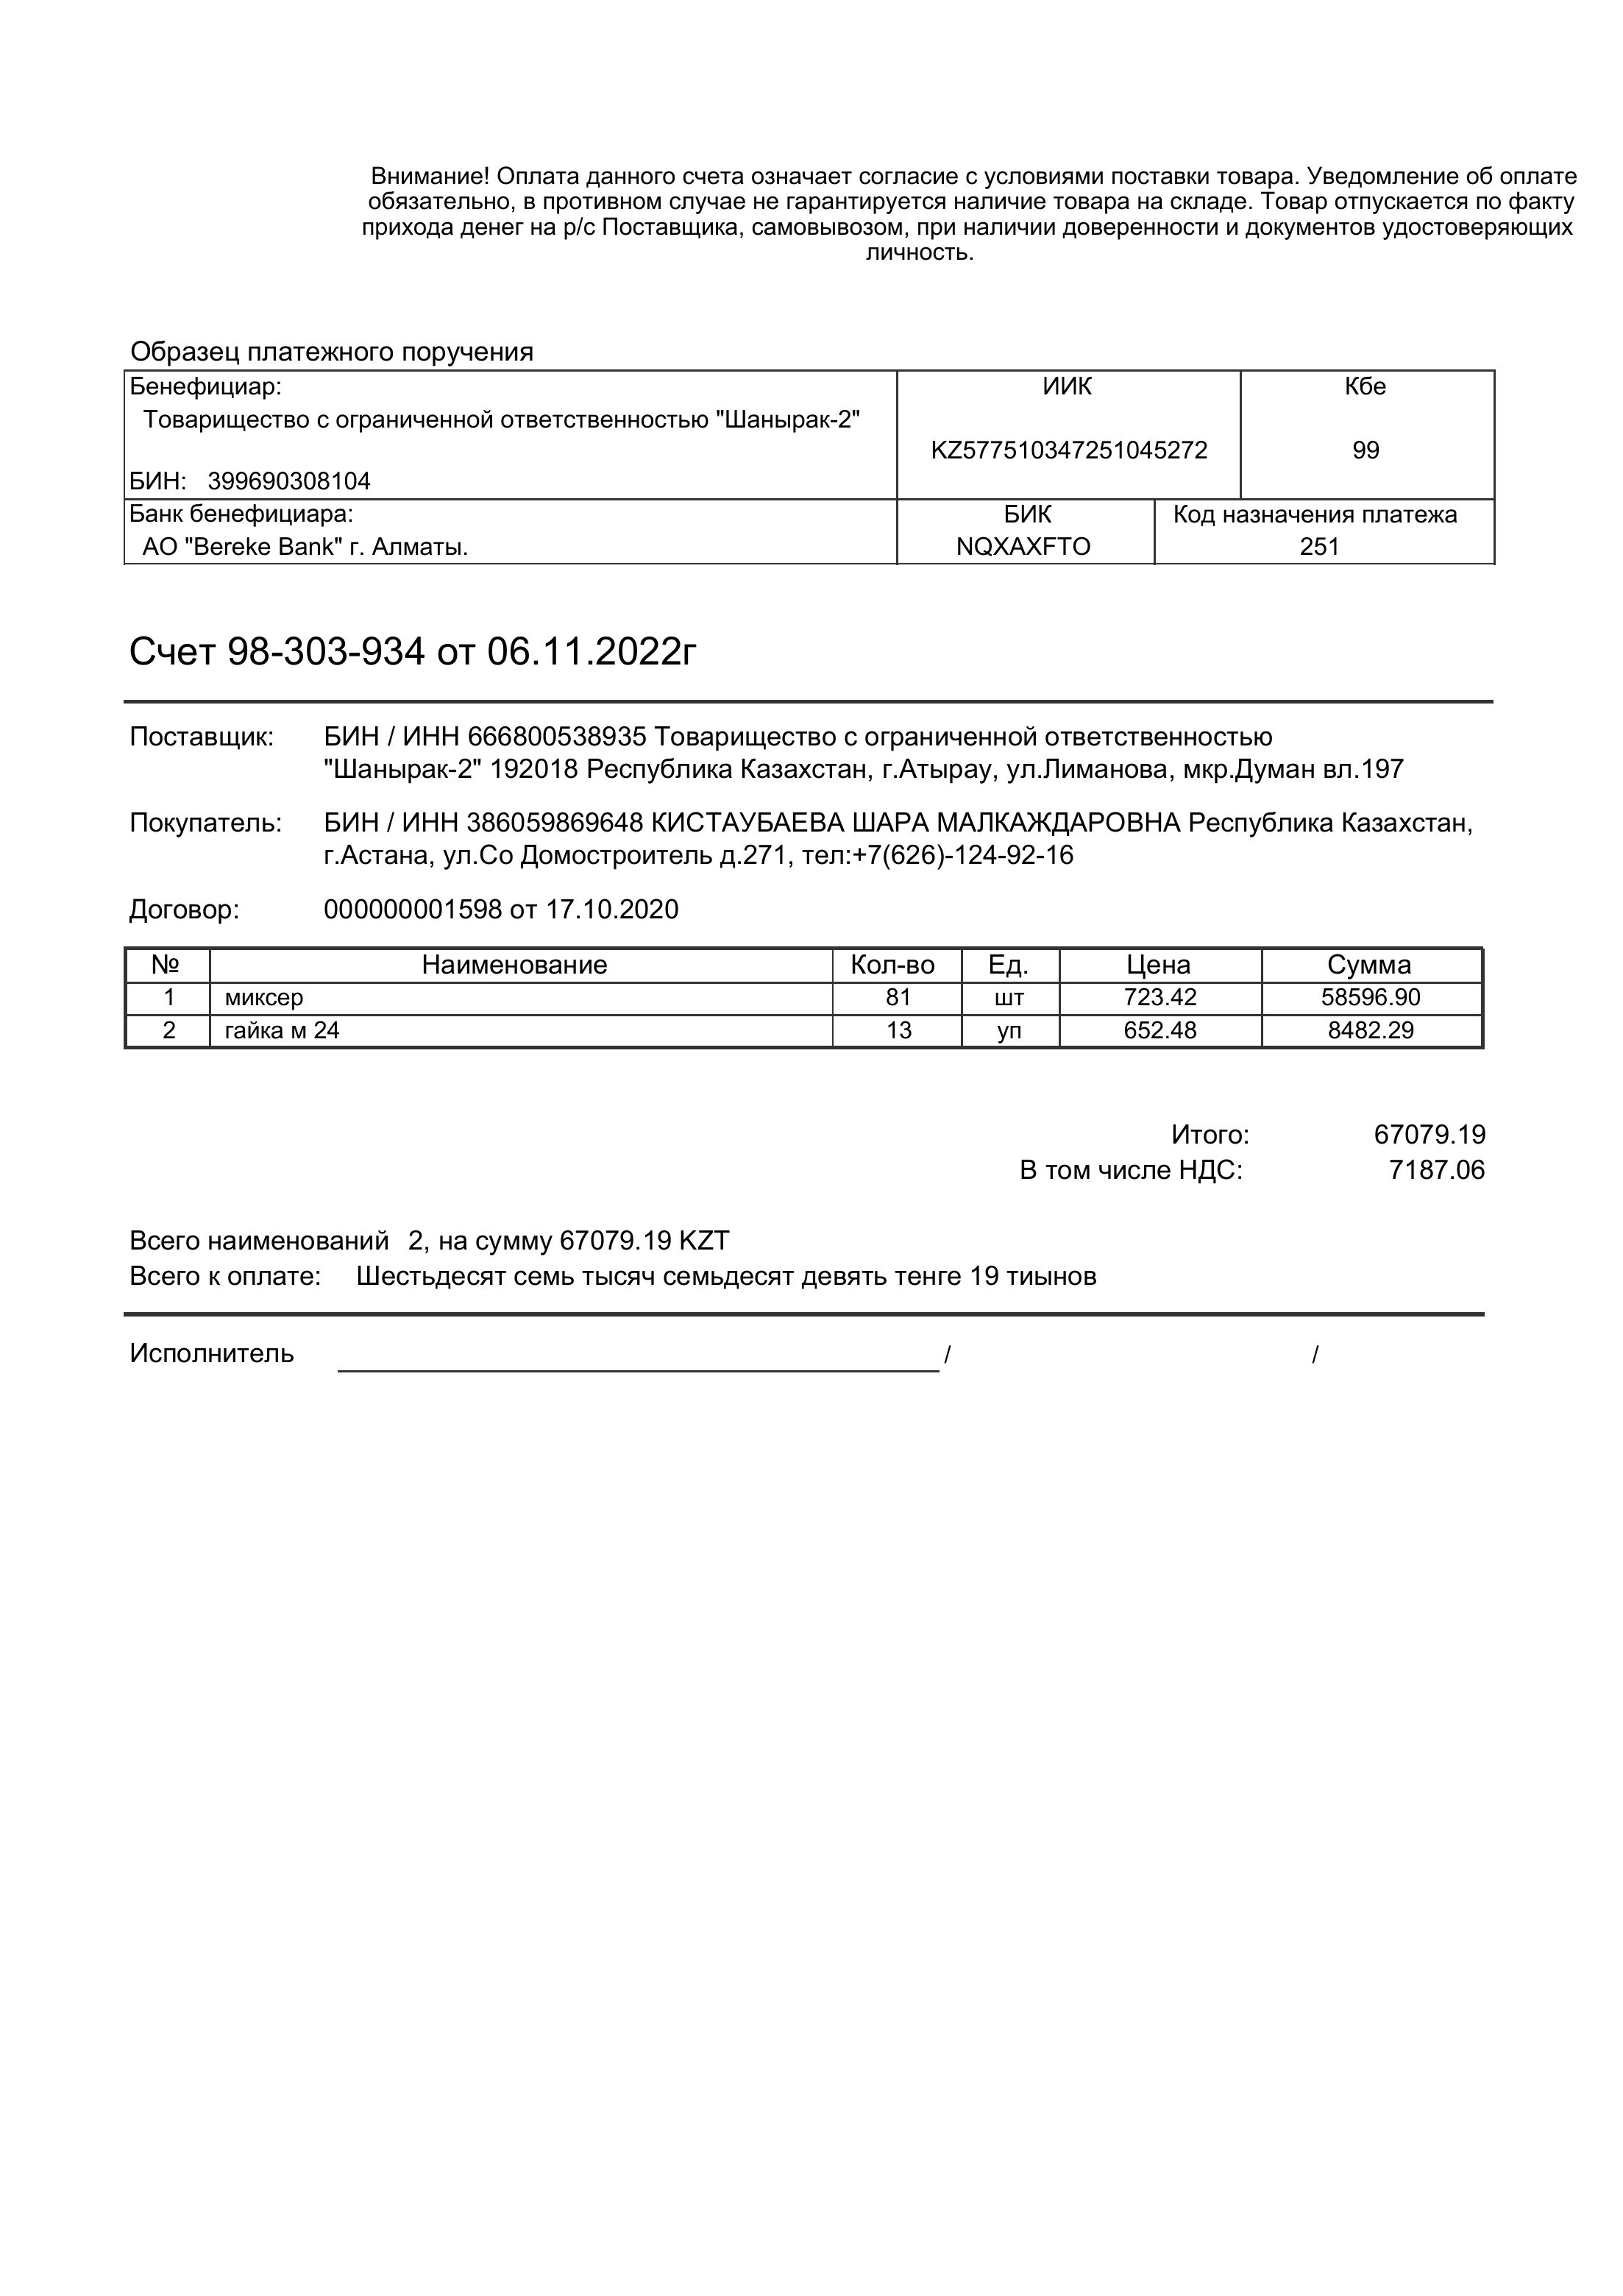 Внимание! Оплата данного счета означает согласие с условиями поставки товара. Уведомление об оплате
обязательно, в противном случае не гарантируется наличие товара на складе. Товар отпускается по факту
прихода денег на р/с Поставщика, самовывозом, при наличии доверенности и документов удостоверяющих
личность.
Образец платежного поручения
Бенефициар: ИИК Кбе
Товарищество с ограниченной ответственностью "Шанырак-2"
KZ577510347251045272 99
БИН: 399690308104
Банк бенефициара: БИК Код назначения платежа
АО "Bereke Bank" г. Алматы. NQXAXFTO 251
Счет 98-303-934 от 06.11.2022г
Поставщик: БИН / ИНН 666800538935 Товарищество с ограниченной ответственностью
"Шанырак-2" 192018 Республика Казахстан, г.Атырау, ул.Лиманова, мкр.Думан вл.197
Покупатель: БИН / ИНН 386059869648 КИСТАУБАЕВА ШАРА МАЛКАЖДАРОВНА Республика Казахстан,
г.Астана, ул.Со Домостроитель д.271, тел:+7(626)-124-92-16
Договор: 000000001598 от 17.10.2020
№ Наименование Кол-во Ед. Цена Сумма
1 миксер 81 шт 723.42 58596.90
2 гайка м 24 13 уп 652.48 8482.29
Итого: 67079.19
В том числе НДС: 7187.06
Всего наименований 2, на сумму 67079.19 KZT
Всего к оплате: Шестьдесят семь тысяч семьдесят девять тенге 19 тиынов
Исполнитель / /